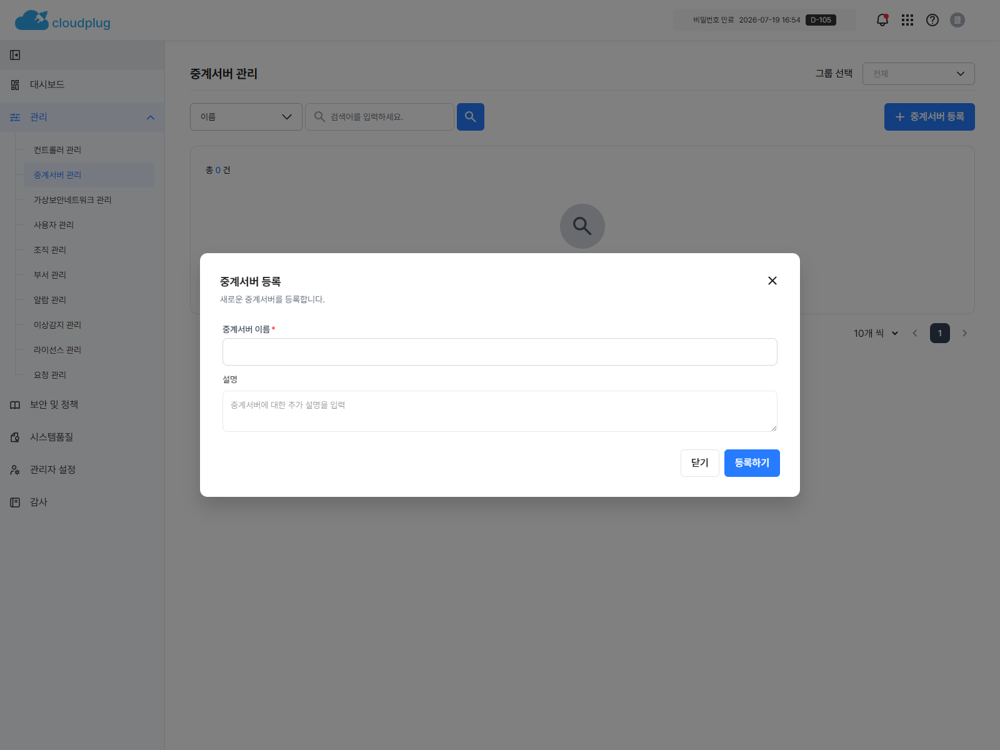 cloudplug
비밀번호 만료 2026-07-19 16:54 D-105
클
대시보드
관리
컨트롤러 관리
중계서버 관리
가상보안네트워크 관리
사용자 관리
조직 관리
부서 관리
알람 관리
이상감지 관리
라이선스 관리
요청 관리
보안 및 정책
시스템품질
관리자 설정
감사
중계서버 관리
그룹 선택 전체
이름 검색어를 입력하세요.
+ 중계서버 등록
총 0 건
중계서버 등록
새로운 중계서버를 등록합니다.
중계서버 이름*
설명
중계서버에 대한 추가 설명을 입력
닫기 등록하기
10개 씩 1